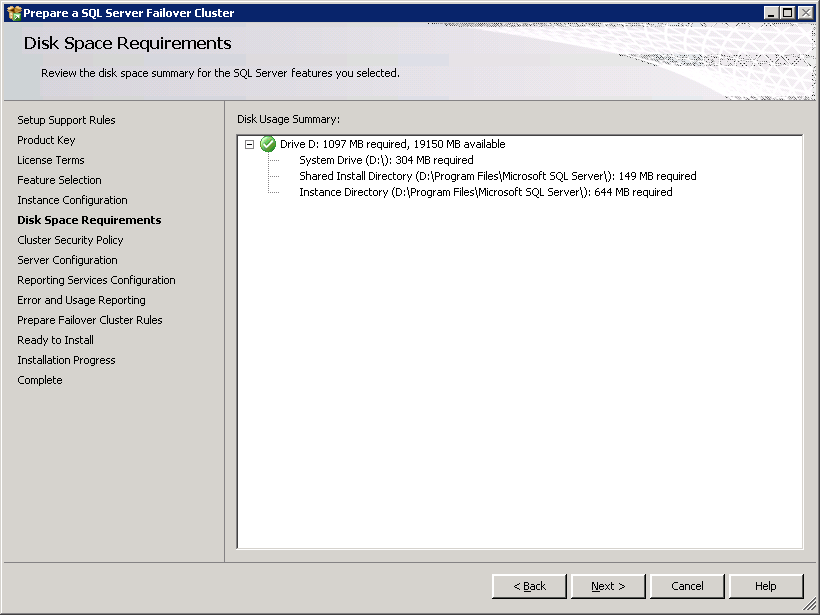 Prepare a SQL Server Failover Cluster
Disk Space Requirements
Review the disk space summary for the SQL Server features you selected.
Setup Support Rules
Product Key
License Terms
Feature Selection
Instance Configuration
Disk Space Requirements
Cluster Security Policy
Server Configuration
Reporting Services Configuration
Error and Usage Reporting
Prepare Failover Cluster Rules
Ready to Install
Installation Progress
Complete
Disk Usage Summary:
Drive D: 1097 MB required, 19150 MB available
System Drive (D:\): 304 MB required
Shared Install Directory (D:\Program Files\Microsoft SQL Server\): 149 MB required
Instance Directory (D:\Program Files\Microsoft SQL Server\): 644 MB required
< Back
Next >
Cancel
Help